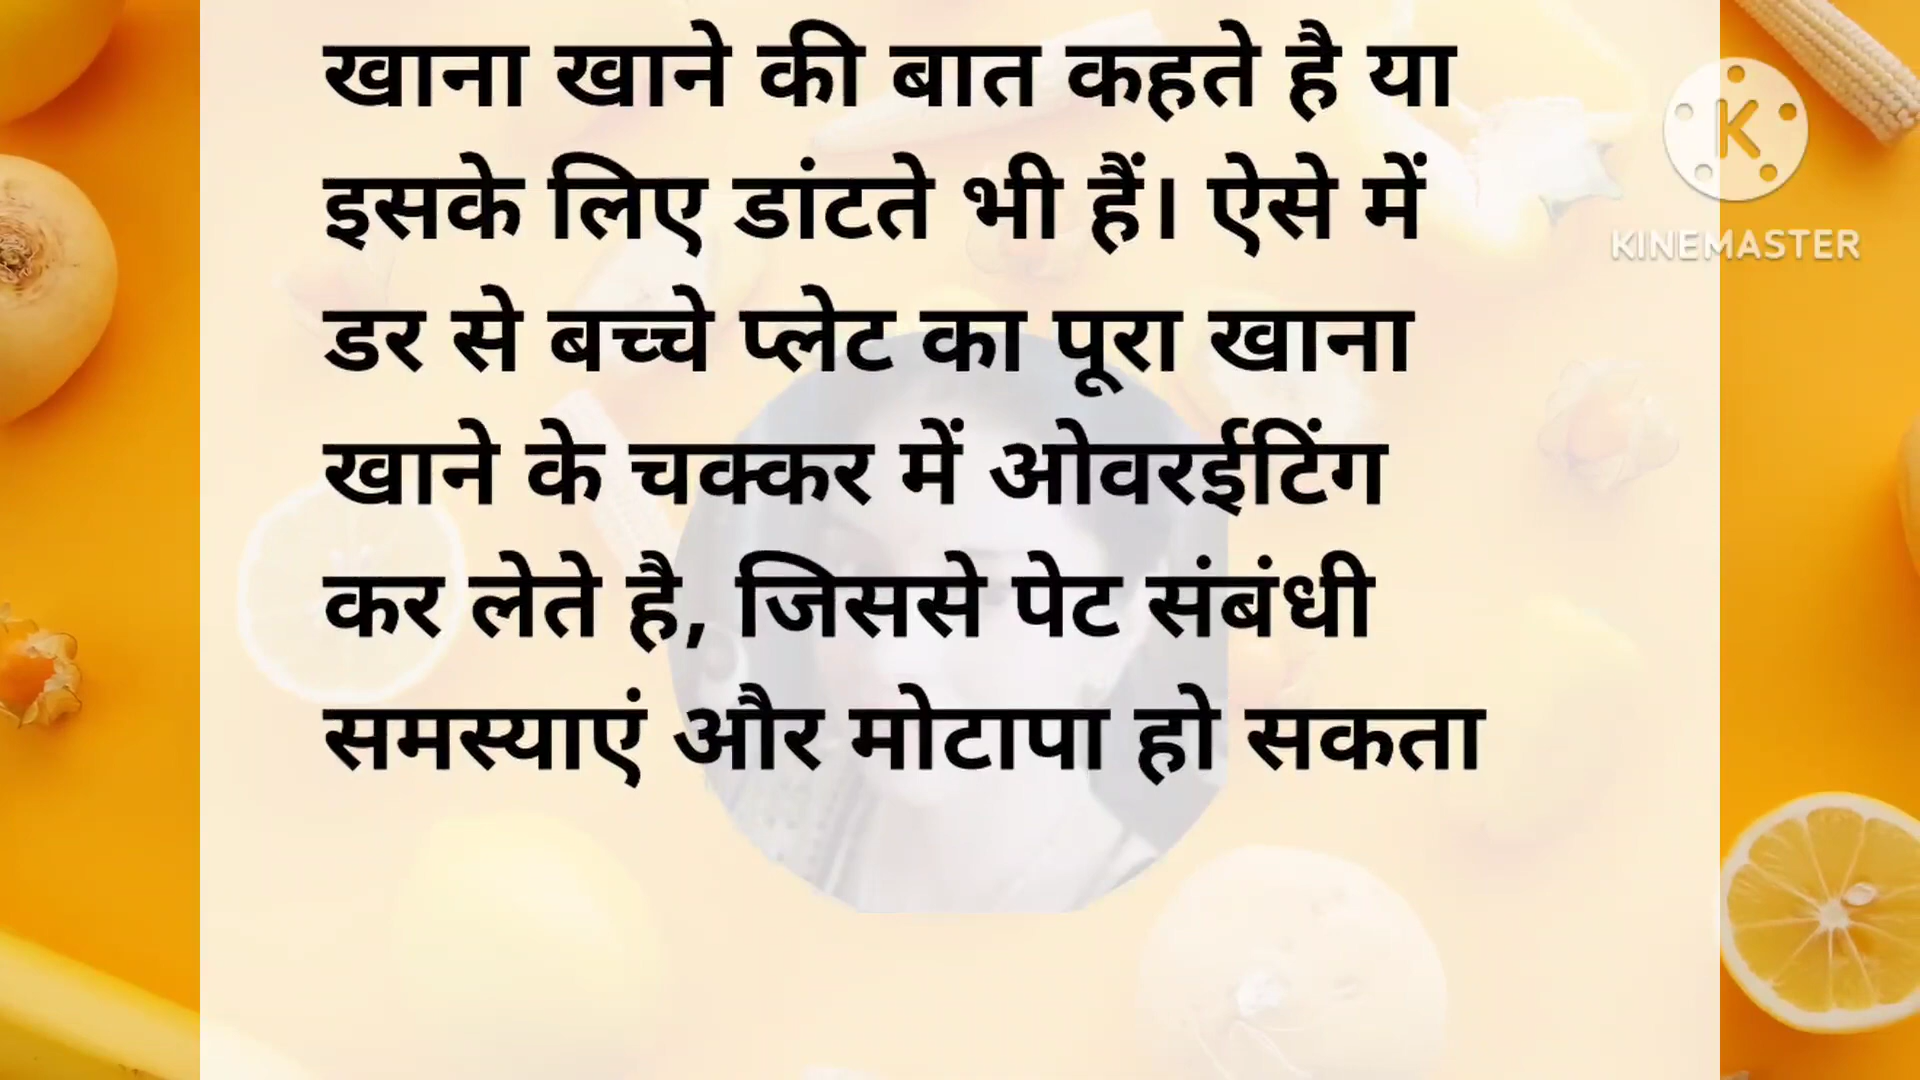 खाना खाने की बात कहते है या
इसके लिए डांटते भी हैं। ऐसे में
डर से बच्चे प्लेट का पूरा खाना
खाने के चक्कर में ओवरईटिंग
कर लेते है, जिससे पेट संबंधी
समस्याएं और मोटापा हो सकता
K
KINEMASTER